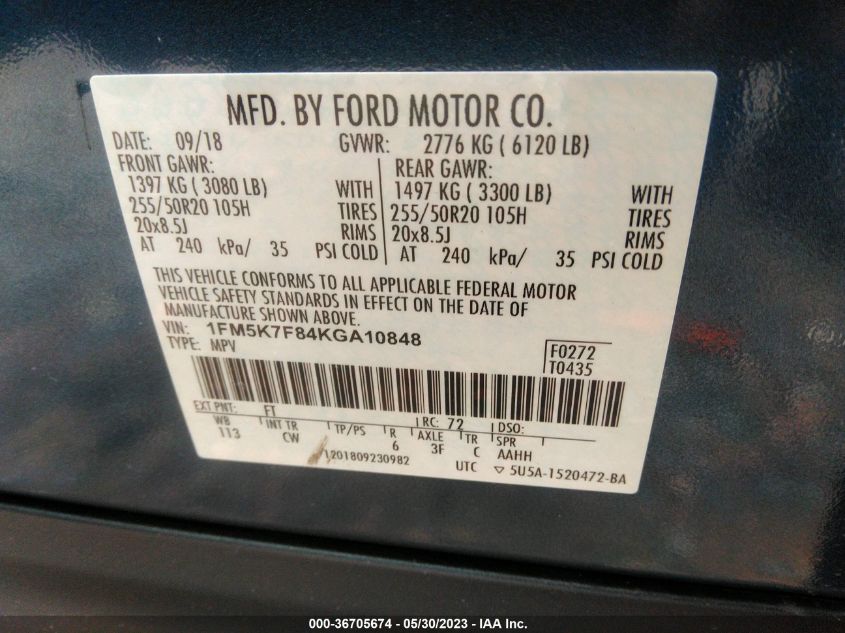 MFD. BY FORD MOTOR CO.
DATE: 09/18 GVWR: 2776 KG ( 6120 LB)
FRONT GAWR: REAR GAWR:
1397 KG ( 3080 LB) WITH 1497 KG ( 3300 LB) WITH
255/50R20 105H TIRES 255/50R20 105H TIRES
20x8.5J RIMS 20x8.5J RIMS
AT 240 kPa/ 35 PSI COLD AT 240 kPa/ 35 PSI COLD
THIS VEHICLE CONFORMS TO ALL APPLICABLE FEDERAL MOTOR
VEHICLE SAFETY STANDARDS IN EFFECT ON THE DATE OF
MANUFACTURE SHOWN ABOVE.
VIN: 1FM5K7F84KGA10848
TYPE: MPV
F0272
T0435
EXT PNT: FT RC: 72 DSO:
WB INT TR TP/PS R AXLE TR SPR
113 CW 6 3F C AAHH
1201809230982 UTC ▽ 5U5A-1520472-BA
000-36705674 - 05/30/2023 - IAA Inc.